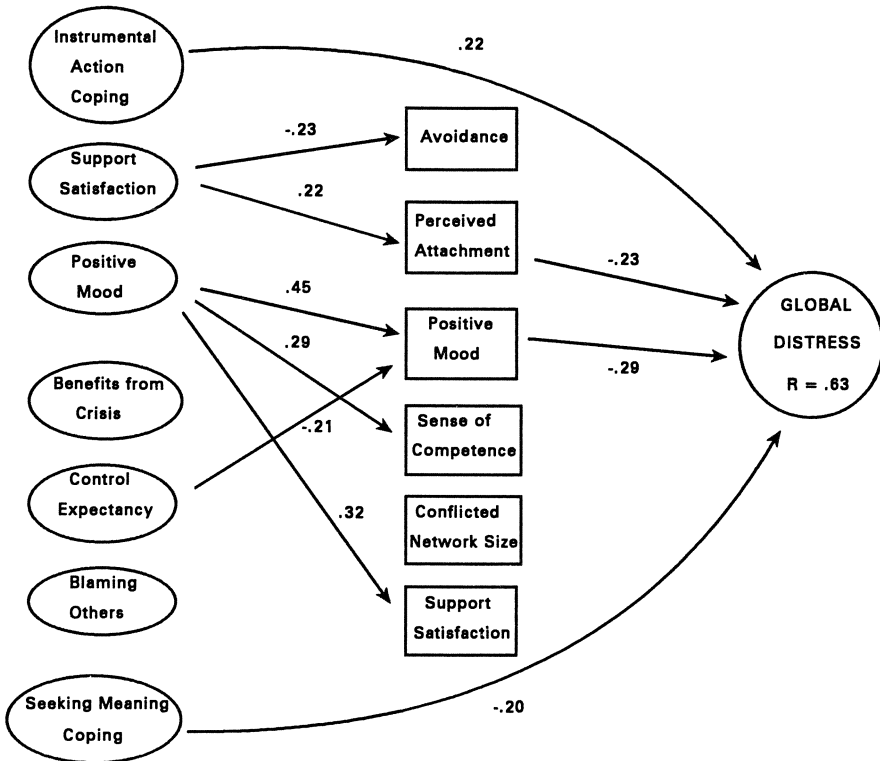 Instrumental
Action
Coping
.22
Support
Satisfaction
-.23
.22
Avoidance
Perceived
Attachment
-.23
Positive
Mood
.45
.29
Positive
Mood
-.29
GLOBAL
DISTRESS
R = .63
Benefits from
Crisis
-.21
Sense of
Competence
Control
Expectancy
.32
Conflicted
Network Size
Blaming
Others
Support
Satisfaction
Seeking Meaning
Coping
-.20